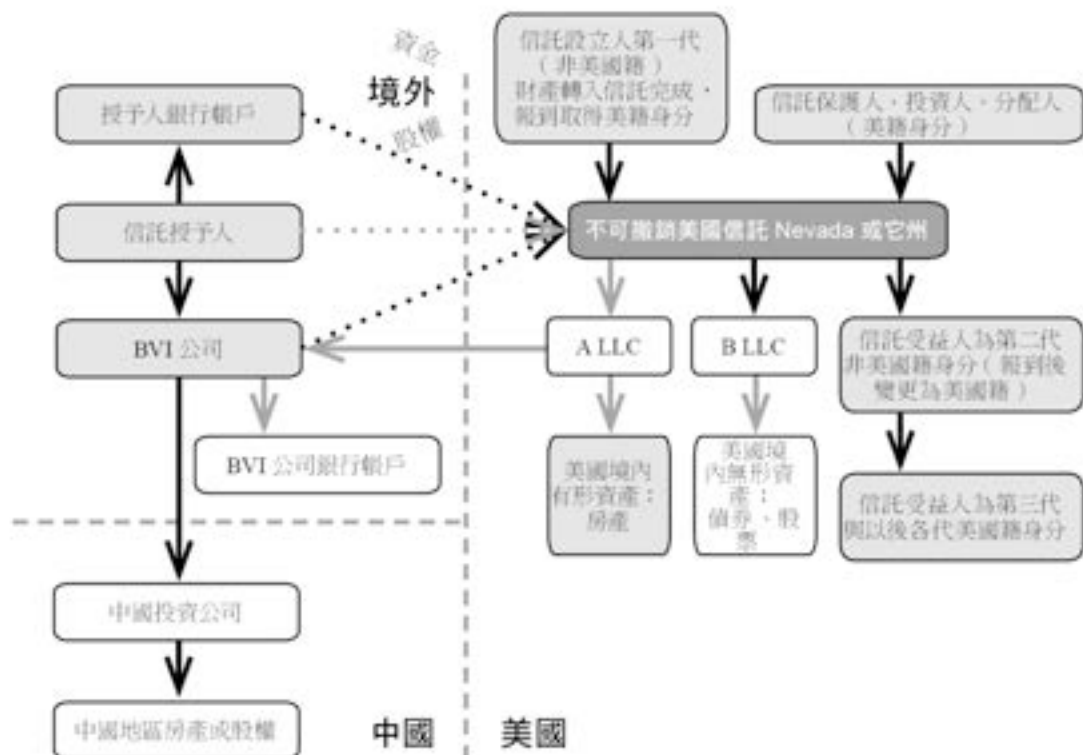 資金
境外
股權
授予人銀行帳戶
信託授予人
BVI 公司
BVI 公司銀行帳戶
中國投資公司
中國地區房產或股權
中國
信託設立人第一代
（非美國籍）
財產轉入信託完成，
報到取得美籍身分
信託保護人，投資人，分配人
（美籍身分）
不可撤銷美國信託 Nevada 或它州
A LLC
B LLC
信託受益人為第二代
非美國籍身分（報到後
變更為美國籍）
美國境內
有形資產：
房產
美國境
內無形資
產：
債券、股
票
信託受益人為第三代
與以後各代美國籍身分
美國